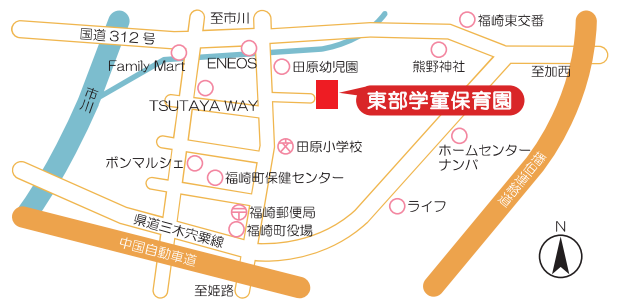 至市川
福崎東交番
国道312号
Family Mart
ENEOS
田原幼児園
熊野神社
至加西
市川
TSUTAYA WAY
東部学童保育園
田原小学校
ホームセンター
ナンバ
ボンマルシェ
福崎町保健センター
播但連絡道
福崎郵便局
ライフ
県道三木宍粟線
福崎町役場
中国自動車道
至姫路
N